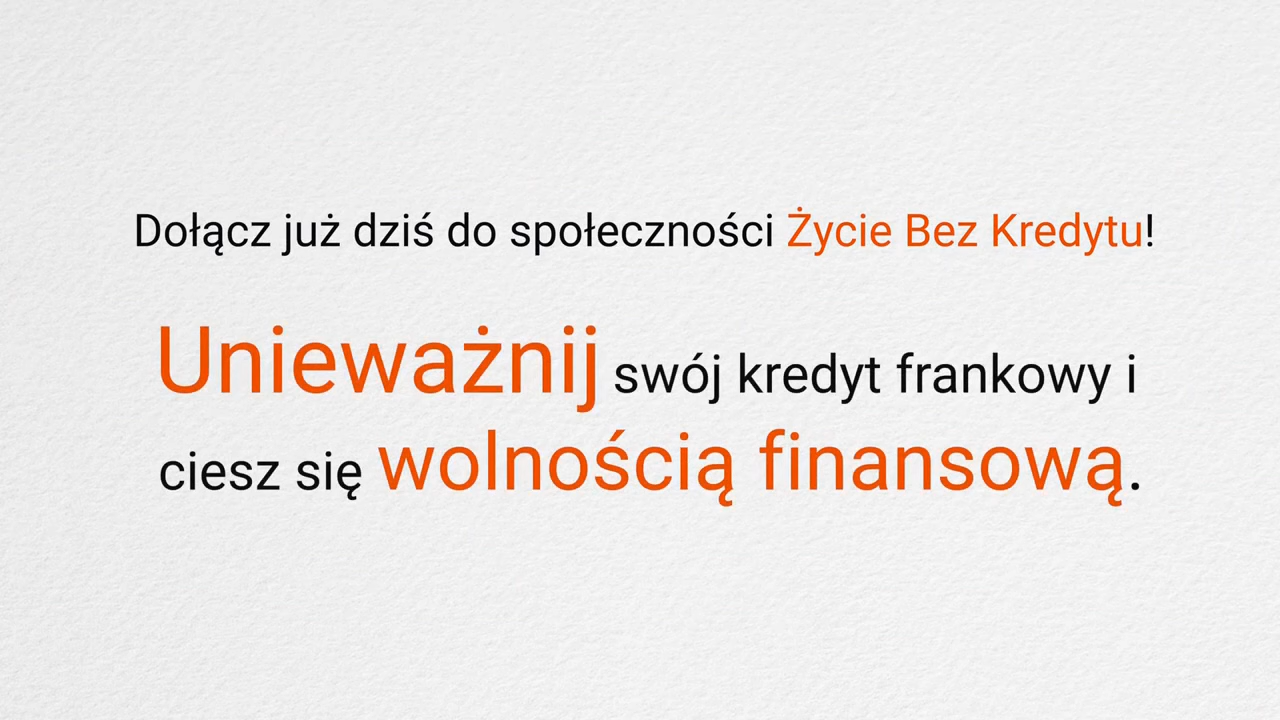 Dołącz już dziś do społeczności Życie Bez Kredytu!
Unieważnij swój kredyt frankowy i
ciesz się wolnością finansową.